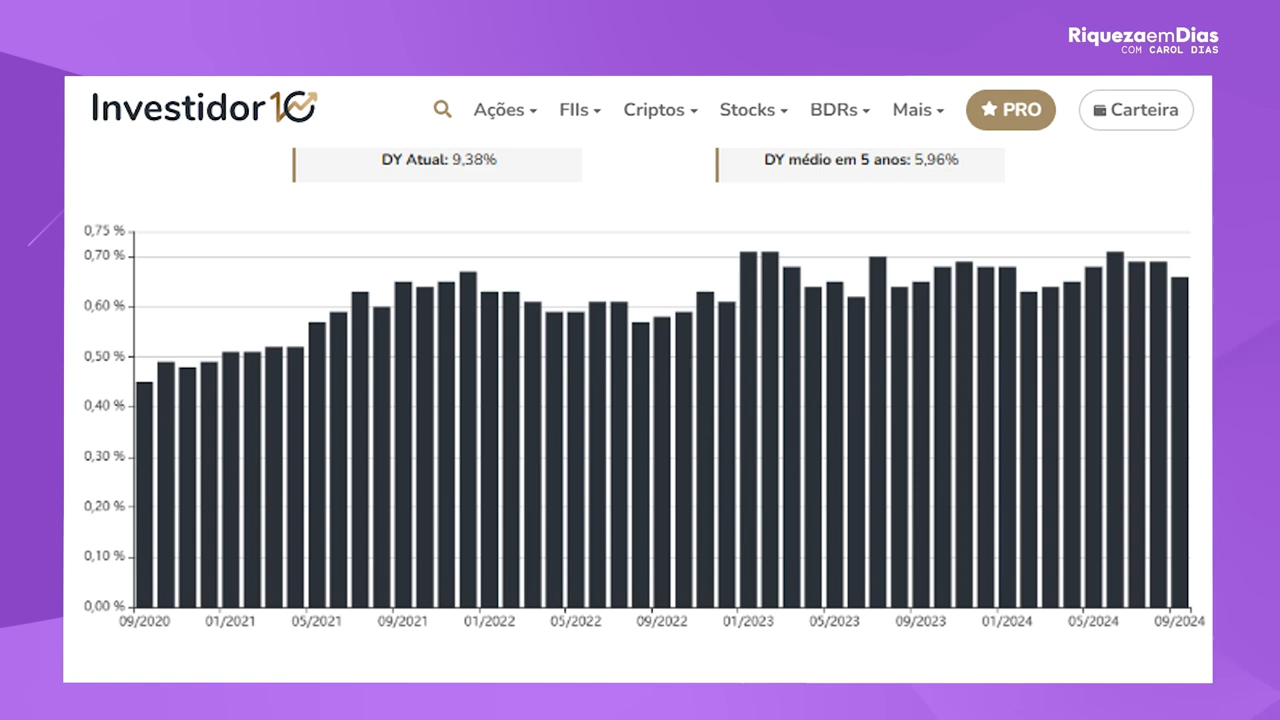 RiquezaemDias
COM CAROL DIAS
Investidor 10
Ações FIIs Criptos Stocks BDRs Mais PRO Carteira
DY Atual: 9,38% DY médio em 5 anos: 5,96%
0,75 %
0,70 %
0,60 %
0,50 %
0,40 %
0,30 %
0,20 %
0,10 %
0,00 %
09/2020 01/2021 05/2021 09/2021 01/2022 05/2022 09/2022 01/2023 05/2023 09/2023 01/2024 05/2024 09/2024